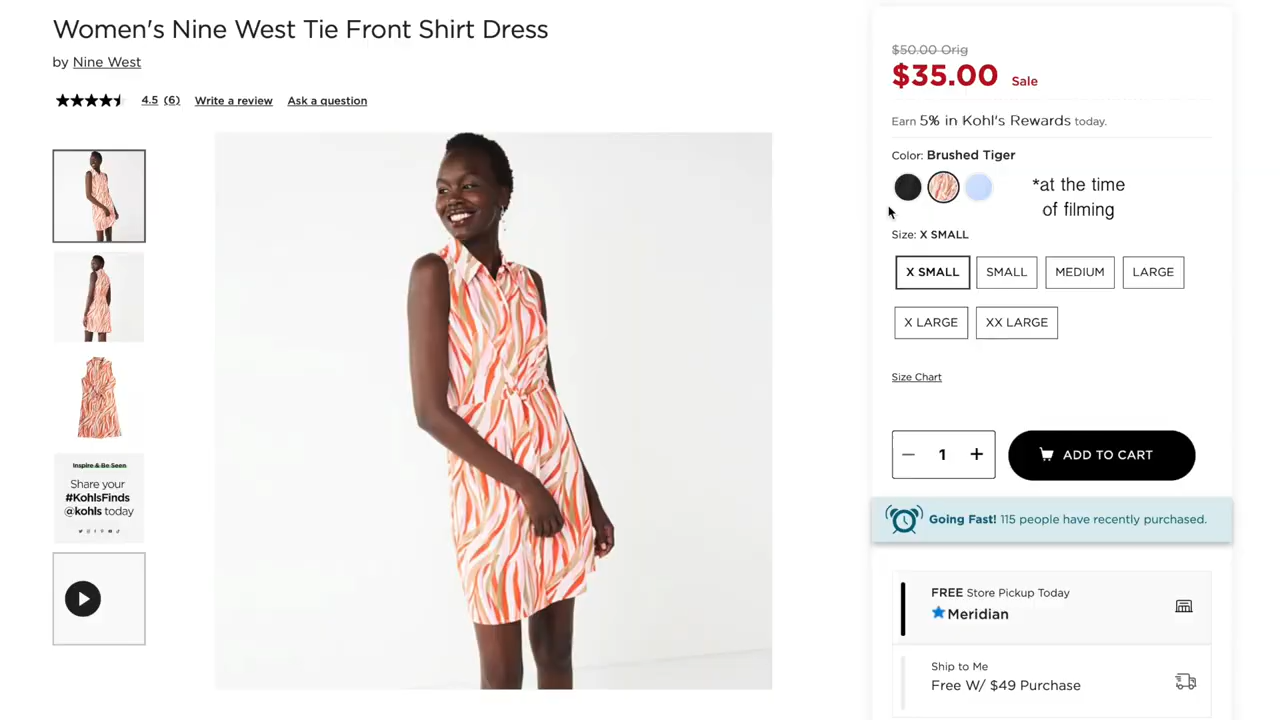 Women's Nine West Tie Front Shirt Dress
by Nine West
4.5 (6) Write a review Ask a question
Inspire & Be Seen
Share your
#KohlsFinds
@kohls today
$50.00 Orig
$35.00 Sale
Earn 5% in Kohl's Rewards today.
Color: Brushed Tiger
*at the time
of filming
Size: X SMALL
X SMALL SMALL MEDIUM LARGE
X LARGE XX LARGE
Size Chart
1
ADD TO CART
Going Fast! 115 people have recently purchased.
FREE Store Pickup Today
Meridian
Ship to Me
Free W/ $49 Purchase